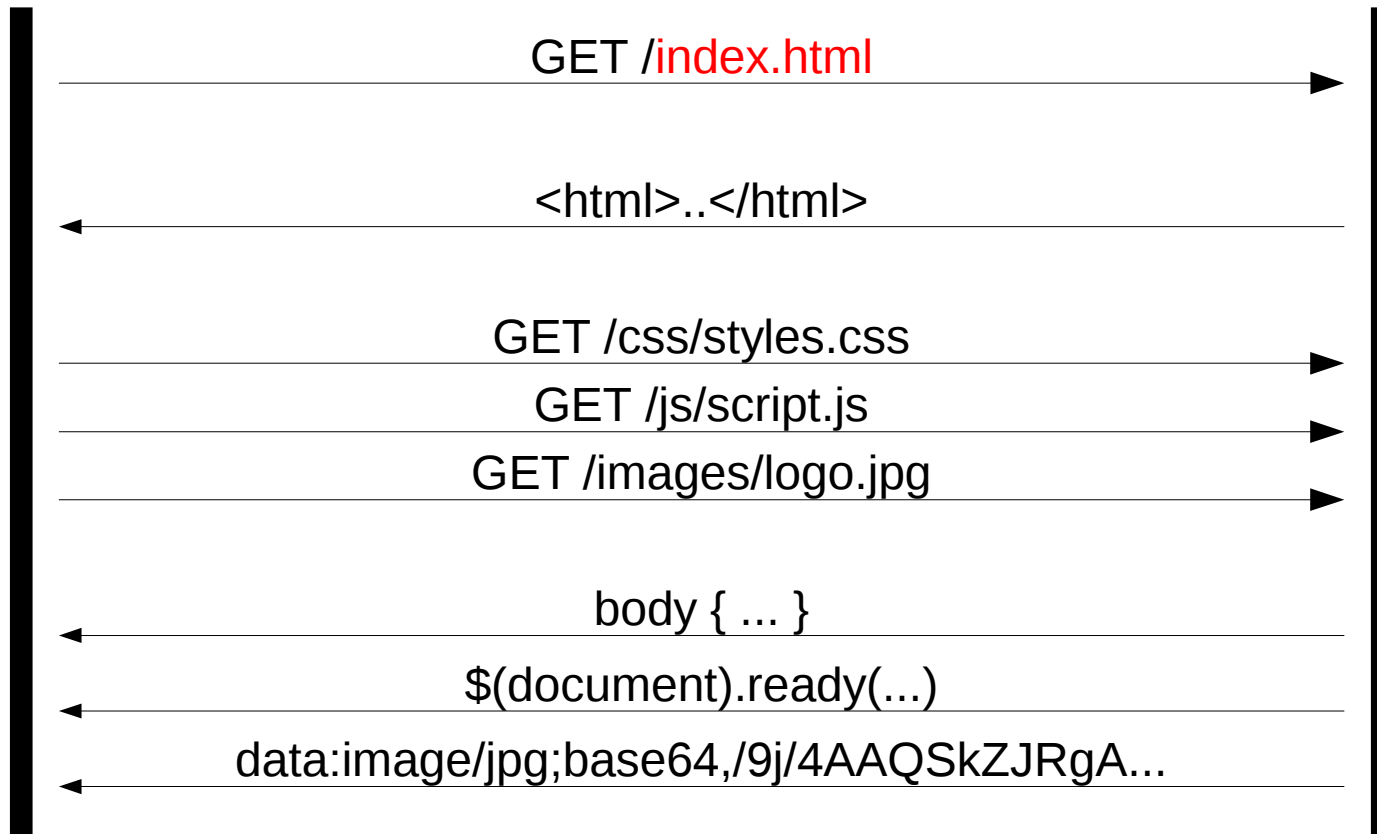 GET /index.html
<html>..</html>
GET /css/styles.css
GET /js/script.js
GET /images/logo.jpg
body { ... }
$(document).ready(...)
data:image/jpg;base64,/9j/4AAQSkZJRgA...